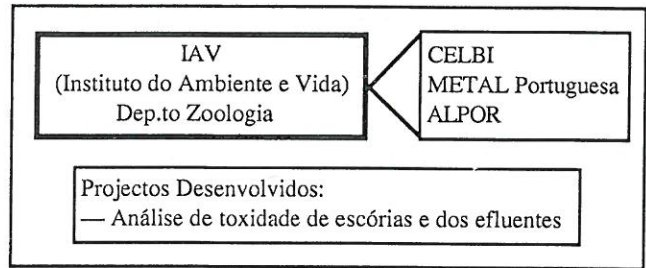 IAV
(Instituto do Ambiente e Vida)
Dep.to Zoologia
CELBI
METAL Portuguesa
ALPOR
Projectos Desenvolvidos:
— Análise de toxidade de escórias e dos efluentes